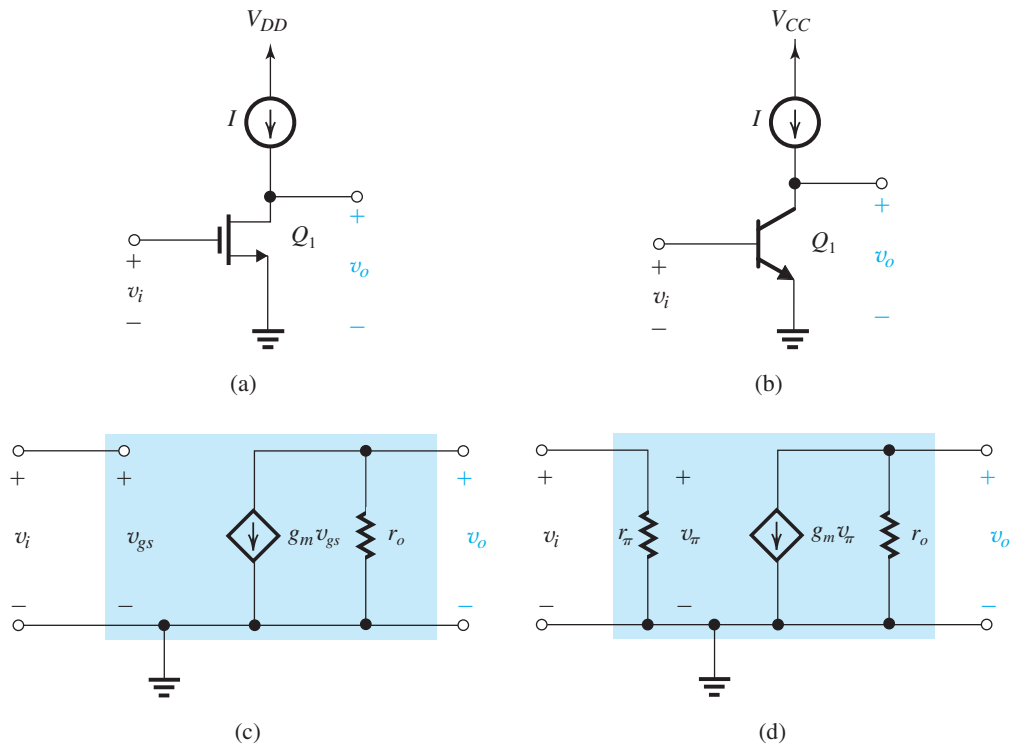 V_DD
I
Q_1
+
v_i
−
+
v_o
−
(a)
V_CC
I
Q_1
+
v_i
−
+
v_o
−
(b)
+
v_i
−
+
v_gs
−
g_m v_gs
r_o
+
v_o
−
(c)
+
v_i
−
r_π
+
v_π
−
g_m v_π
r_o
+
v_o
−
(d)